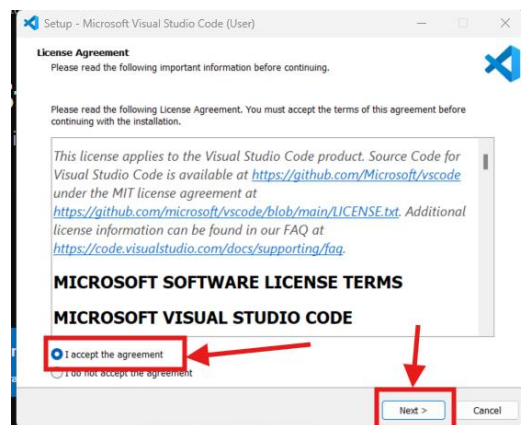 Setup - Microsoft Visual Studio Code (User)
License Agreement
Please read the following important information before continuing.
Please read the following License Agreement. You must accept the terms of this agreement before
continuing with the installation.
This license applies to the Visual Studio Code product. Source Code for
Visual Studio Code is available at https://github.com/Microsoft/vscode
under the MIT license agreement at
https://github.com/microsoft/vscode/blob/main/LICENSE.txt. Additional
license information can be found in our FAQ at
https://code.visualstudio.com/docs/supporting/faq.
MICROSOFT SOFTWARE LICENSE TERMS
MICROSOFT VISUAL STUDIO CODE
I accept the agreement
I do not accept the agreement
Next >
Cancel